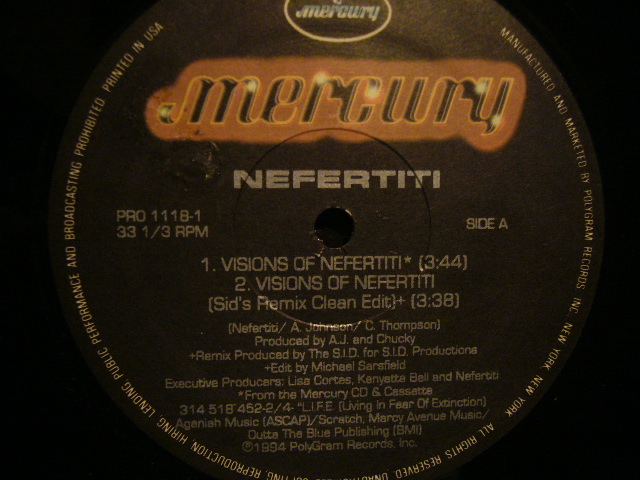 mercury
mercury
NEFERTITI
PRO 1118-1
33 1/3 RPM
SIDE A
1. VISIONS OF NEFERTITI* (3:44)
2. VISIONS OF NEFERTITI
(Sid's Remix Clean Edit)+ (3:38)
(Nefertiti/ A. Johnson/ C. Thompson)
Produced by A.J. and Chucky
+Remix Produced by The S.I.D. for S.I.D. Productions
+Edit by Michael Sarsfield
Executive Producers: Lisa Cortes, Kenyatta Bell and Nefertiti
*From the Mercury CD & Cassette
314 518 452-2/4- "L.I.F.E. (Living In Fear Of Extinction)
Aganiah Music (ASCAP)/Scratch, Marcy Avenue Music/
Outta The Blue Publishing (BMI)
℗©1994 PolyGram Records, Inc.
MANUFACTURED AND MARKETED BY POLYGRAM RECORDS INC. NEW YORK, NEW YORK
ALL RIGHTS RESERVED.
REPRODUCTION HIRING LENDING PUBLIC PERFORMANCE AND BROADCASTING PROHIBITED. PRINTED IN USA